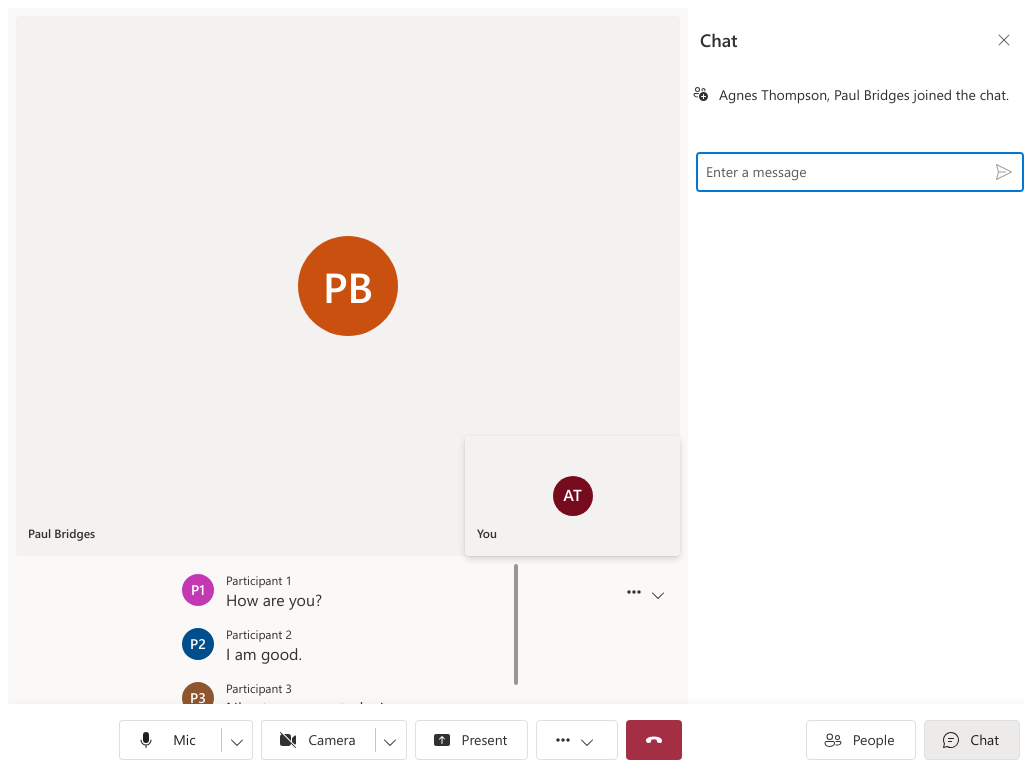 Chat
Agnes Thompson, Paul Bridges joined the chat.
Enter a message
PB
Paul Bridges
AT
You
P1
Participant 1
How are you?
P2
Participant 2
I am good.
P3
Participant 3
Mic
Camera
Present
People
Chat